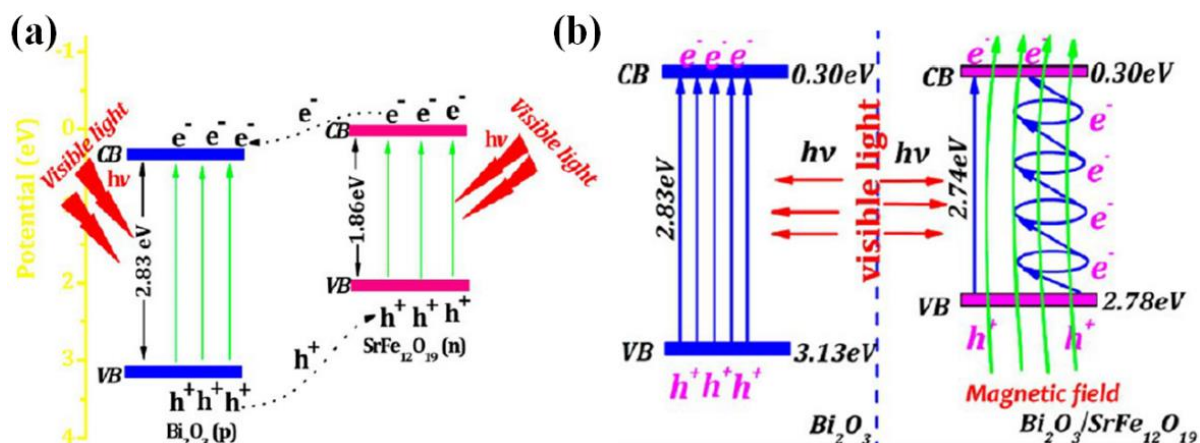 (a)
Potential (eV)
-1
0
2
3
4
Visible light
hν
CB
e⁻ e⁻ e⁻
2.83 eV
VB
h⁺ h⁺ h⁺
Bi₂O₃(p)
e⁻
h⁺
e⁻ e⁻ e⁻
CB
1.86eV
VB
h⁺ h⁺ h⁺
SrFe₁₂O₁₉(n)
hν
Visible light
(b)
e⁻ e⁻ e⁻
CB
0.30eV
2.83eV
VB
3.13eV
h⁺ h⁺ h⁺
Bi₂O₃
hν
visible light
hν
e⁻ e⁻
CB
0.30eV
2.74eV
e⁻
e⁻
e⁻
e⁻
VB
2.78eV
h⁺ h⁺
Magnetic field
Bi₂O₃/SrFe₁₂O₁₉